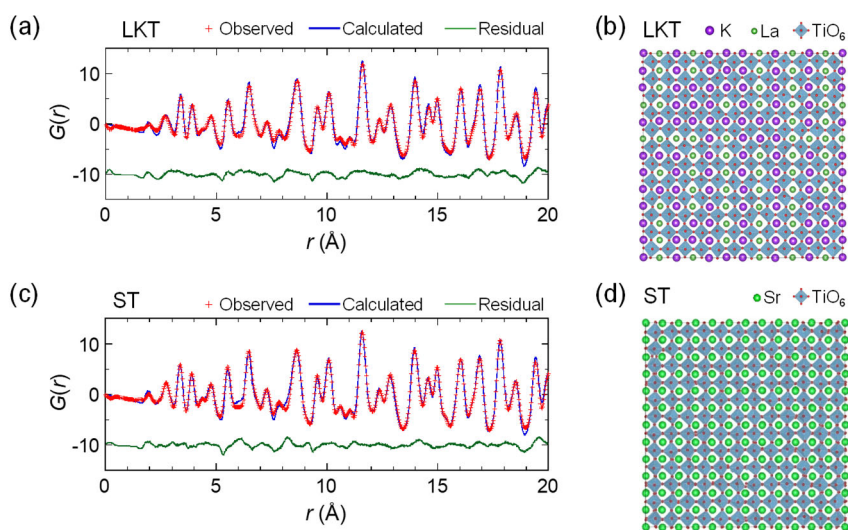 (a) LKT + Observed — Calculated — Residual
G(r)
10
0
-10
0 5 10 15 20
r (Å)
(b) LKT K La TiO6
(c) ST + Observed — Calculated — Residual
G(r)
10
0
-10
0 5 10 15 20
r (Å)
(d) ST Sr TiO6